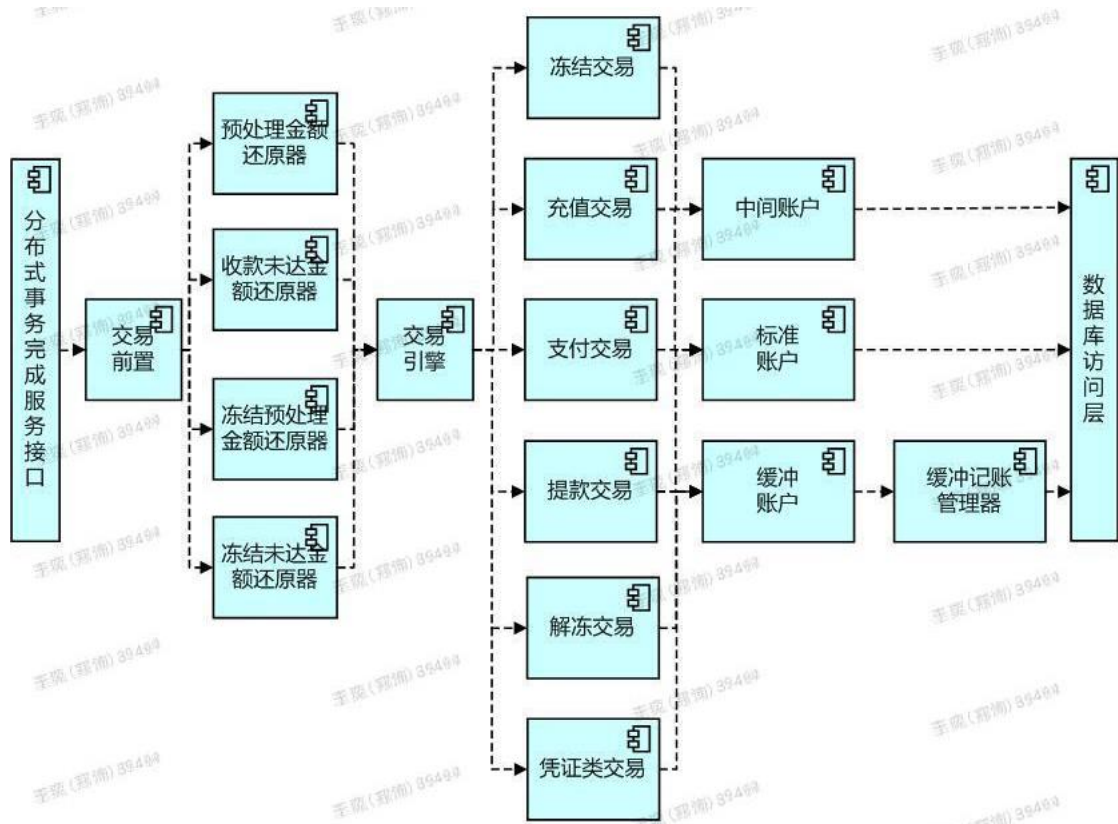 分布式事务完成服务接口
交易
前置
预处理金额
还原器
收款未达金
额还原器
冻结预处理
金额还原器
冻结未达金
额还原器
交易
引擎
冻结交易
充值交易
支付交易
提款交易
解冻交易
凭证类交易
中间账户
标准
账户
缓冲
账户
缓冲记账
管理器
数据库访问层